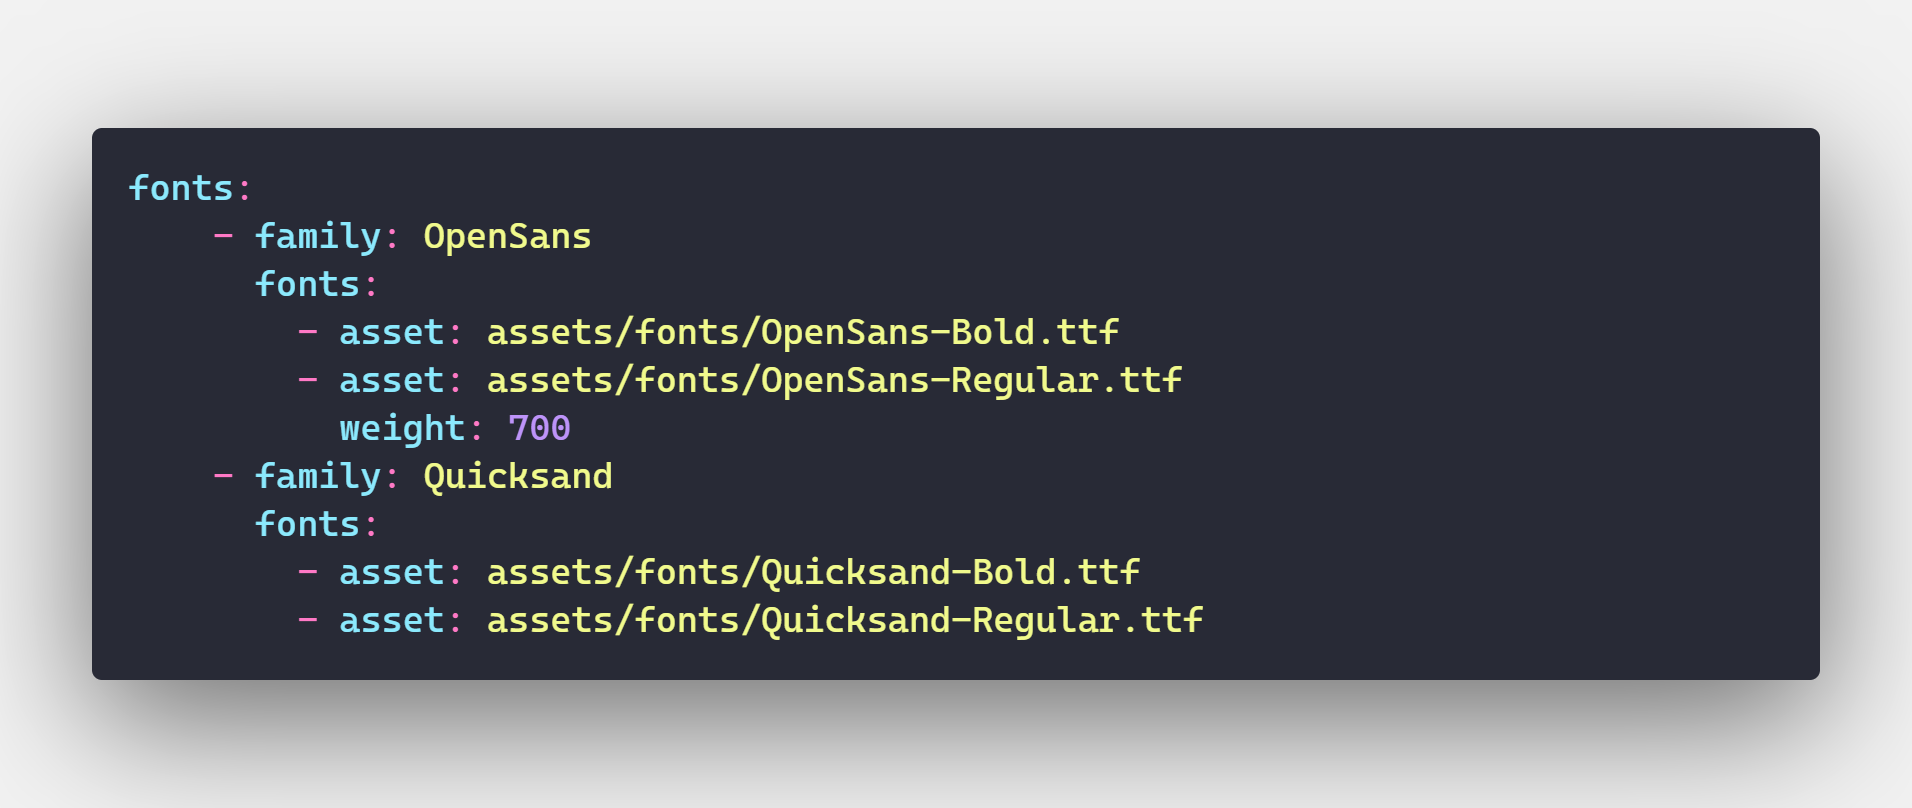 fonts:
    - family: OpenSans
      fonts:
        - asset: assets/fonts/OpenSans-Bold.ttf
        - asset: assets/fonts/OpenSans-Regular.ttf
          weight: 700
    - family: Quicksand
      fonts:
        - asset: assets/fonts/Quicksand-Bold.ttf
        - asset: assets/fonts/Quicksand-Regular.ttf